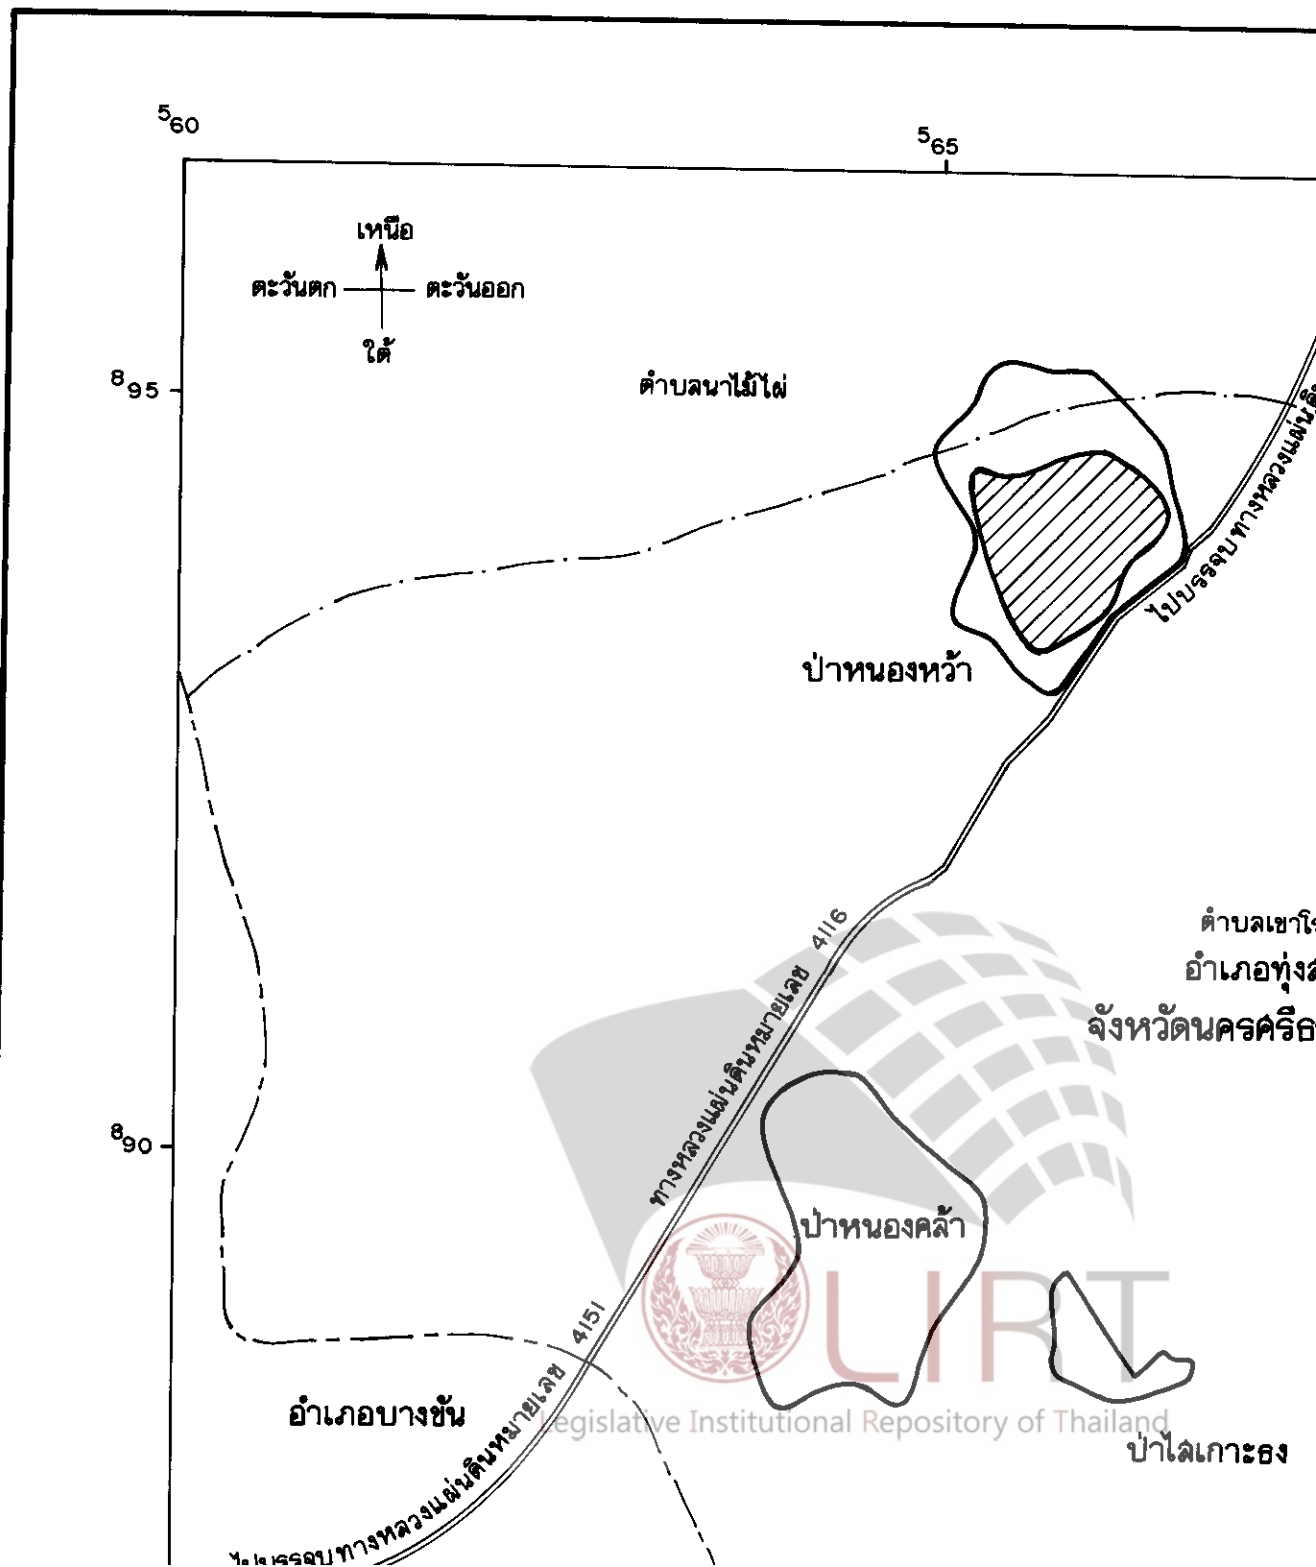 560
565
เหนือ
ตะวันตก ตะวันออก
ใต้
895
ตำบลนาไม้ไผ่
ไปบรรจบทางหลวงแผ่นดิน
ป่าหนองหว้า
ตำบลเขาโร
อำเภอทุ่งส
จังหวัดนครศรีธ
ทางหลวงแผ่นดินหมายเลข 4116
890
ป่าหนองคล้า
LIRT
Legislative Institutional Repository of Thailand
อำเภอบางขัน
ป่าไสเกาะธง
ไปบรรจบทางหลวงแผ่นดินหมายเลข 4151